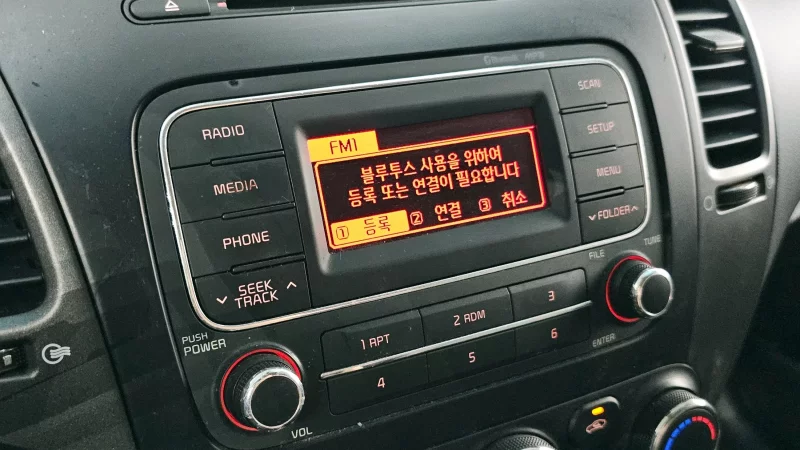 Bluetooth MP3
SCAN
RADIO
FM1
SETUP
블루투스 사용을 위하여
등록 또는 연결이 필요합니다
MEDIA
MENU
① 등록 ② 연결 ③ 취소
PHONE
FOLDER
SEEK
TRACK
FILE
TUNE
PUSH
POWER
1 RPT
2 RDM
3
4
5
6
ENTER
VOL